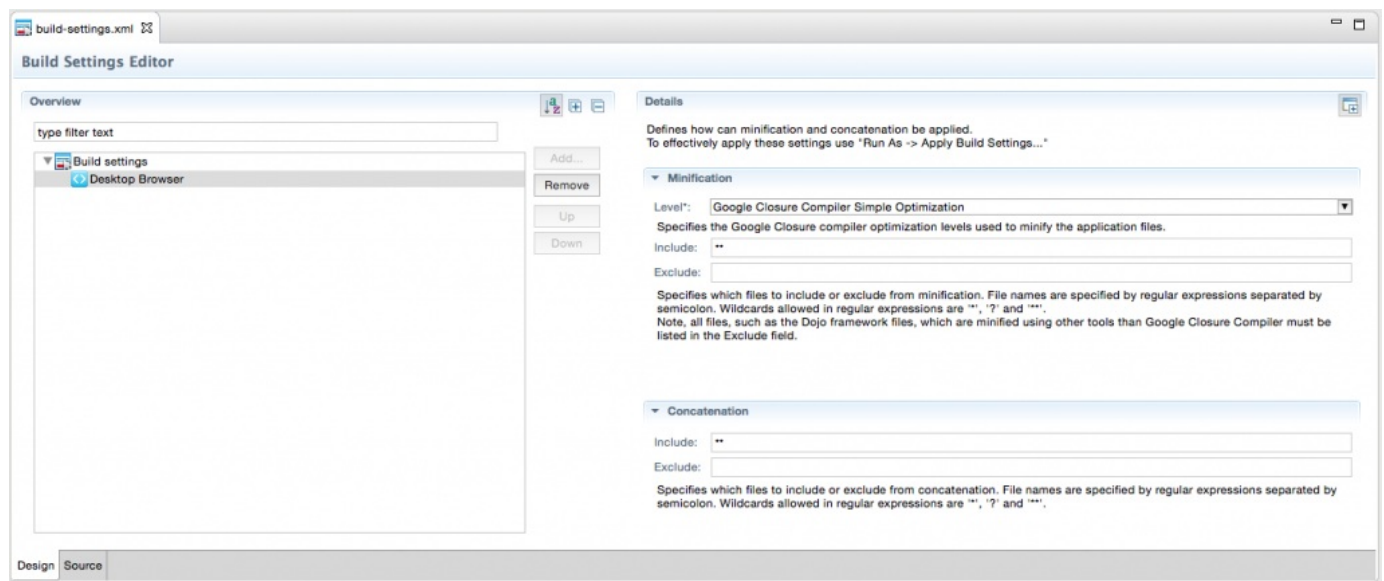 build-settings.xml
Build Settings Editor
Overview
type filter text
Build settings
Desktop Browser
Add...
Remove
Up
Down
Details
Defines how can minification and concatenation be applied.
To effectively apply these settings use "Run As -> Apply Build Settings..."
Minification
Level*: Google Closure Compiler Simple Optimization
Specifies the Google Closure compiler optimization levels used to minify the application files.
Include: **
Exclude:
Specifies which files to include or exclude from minification. File names are specified by regular expressions separated by
semicolon. Wildcards allowed in regular expressions are '*', '?' and '**'.
Note, all files, such as the Dojo framework files, which are minified using other tools than Google Closure Compiler must be
listed in the Exclude field.
Concatenation
Include: **
Exclude:
Specifies which files to include or exclude from concatenation. File names are specified by regular expressions separated by
semicolon. Wildcards allowed in regular expressions are '*', '?' and '**'.
Design Source